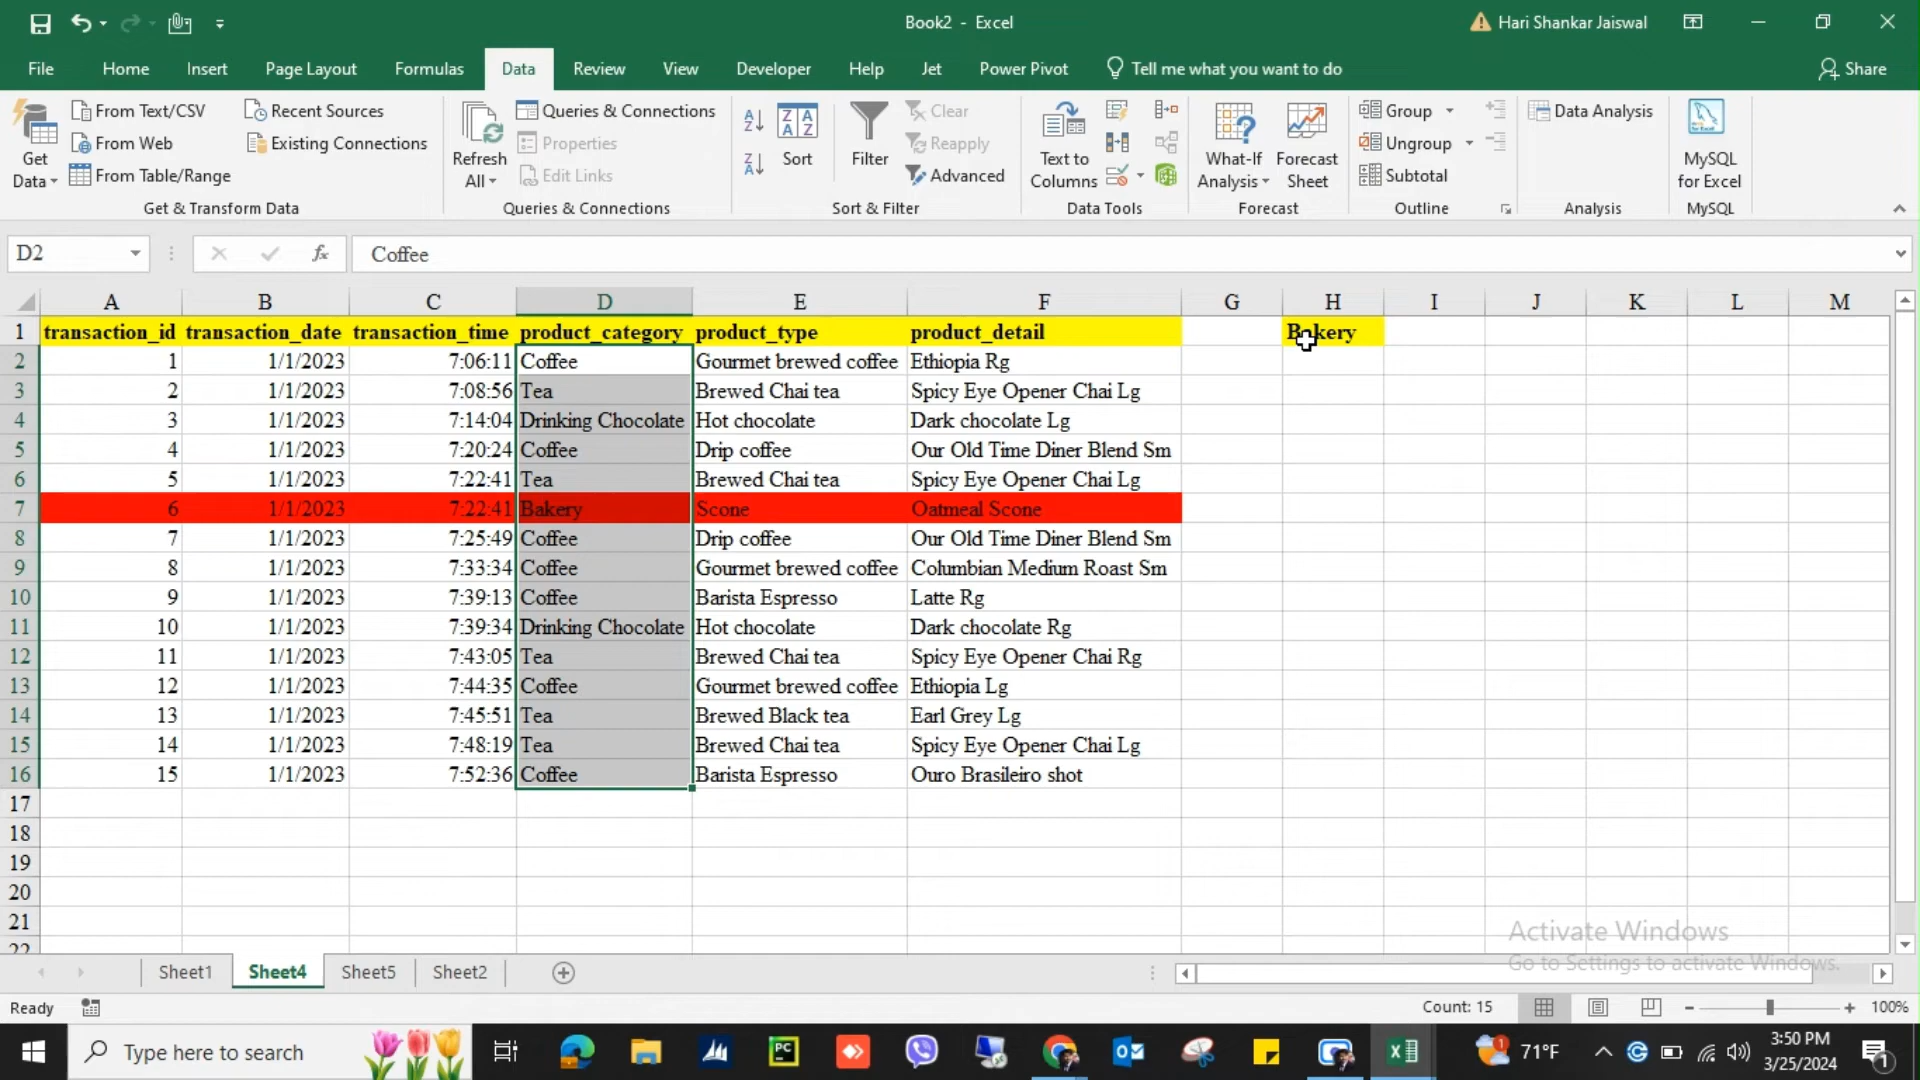 Book2 - Excel
Hari Shankar Jaiswal
File Home Insert Page Layout Formulas Data Review View Developer Help Jet Power Pivot Tell me what you want to do Share
Get Data
From Text/CSV
From Web
From Table/Range
Recent Sources
Existing Connections
Get & Transform Data
Refresh All
Queries & Connections
Properties
Edit Links
Queries & Connections
Sort
Filter
Clear
Reapply
Advanced
Sort & Filter
Text to Columns
Data Tools
What-If Analysis
Forecast Sheet
Forecast
Group
Ungroup
Subtotal
Outline
Data Analysis
Analysis
MySQL for Excel
MySQL
D2 fx Coffee
A B C D E F G H I J K L M
1 transaction_id transaction_date transaction_time product_category product_type product_detail Bakery
2 1 1/1/2023 7:06:11 Coffee Gourmet brewed coffee Ethiopia Rg
3 2 1/1/2023 7:08:56 Tea Brewed Chai tea Spicy Eye Opener Chai Lg
4 3 1/1/2023 7:14:04 Drinking Chocolate Hot chocolate Dark chocolate Lg
5 4 1/1/2023 7:20:24 Coffee Drip coffee Our Old Time Diner Blend Sm
6 5 1/1/2023 7:22:41 Tea Brewed Chai tea Spicy Eye Opener Chai Lg
7 6 1/1/2023 7:22:41 Bakery Scone Oatmeal Scone
8 7 1/1/2023 7:25:49 Coffee Drip coffee Our Old Time Diner Blend Sm
9 8 1/1/2023 7:33:34 Coffee Gourmet brewed coffee Columbian Medium Roast Sm
10 9 1/1/2023 7:39:13 Coffee Barista Espresso Latte Rg
11 10 1/1/2023 7:39:34 Drinking Chocolate Hot chocolate Dark chocolate Rg
12 11 1/1/2023 7:43:05 Tea Brewed Chai tea Spicy Eye Opener Chai Rg
13 12 1/1/2023 7:44:35 Coffee Gourmet brewed coffee Ethiopia Lg
14 13 1/1/2023 7:45:51 Tea Brewed Black tea Earl Grey Lg
15 14 1/1/2023 7:48:19 Tea Brewed Chai tea Spicy Eye Opener Chai Lg
16 15 1/1/2023 7:52:36 Coffee Barista Espresso Ouro Brasileiro shot
17
18
19
20
21
22
Activate Windows
Go to Settings to activate Windows.
Sheet1 Sheet4 Sheet5 Sheet2
Ready Count: 15 100%
Type here to search 71°F 3:50 PM
3/25/2024